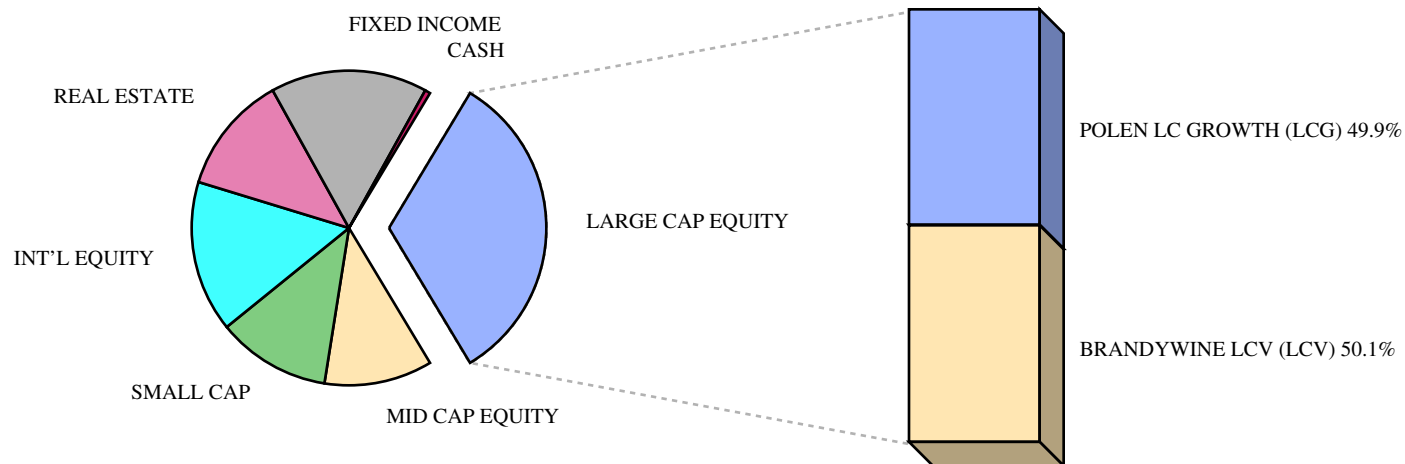 FIXED INCOME
CASH
REAL ESTATE
POLEN LC GROWTH (LCG) 49.9%
LARGE CAP EQUITY
INT'L EQUITY
BRANDYWINE LCV (LCV) 50.1%
SMALL CAP
MID CAP EQUITY